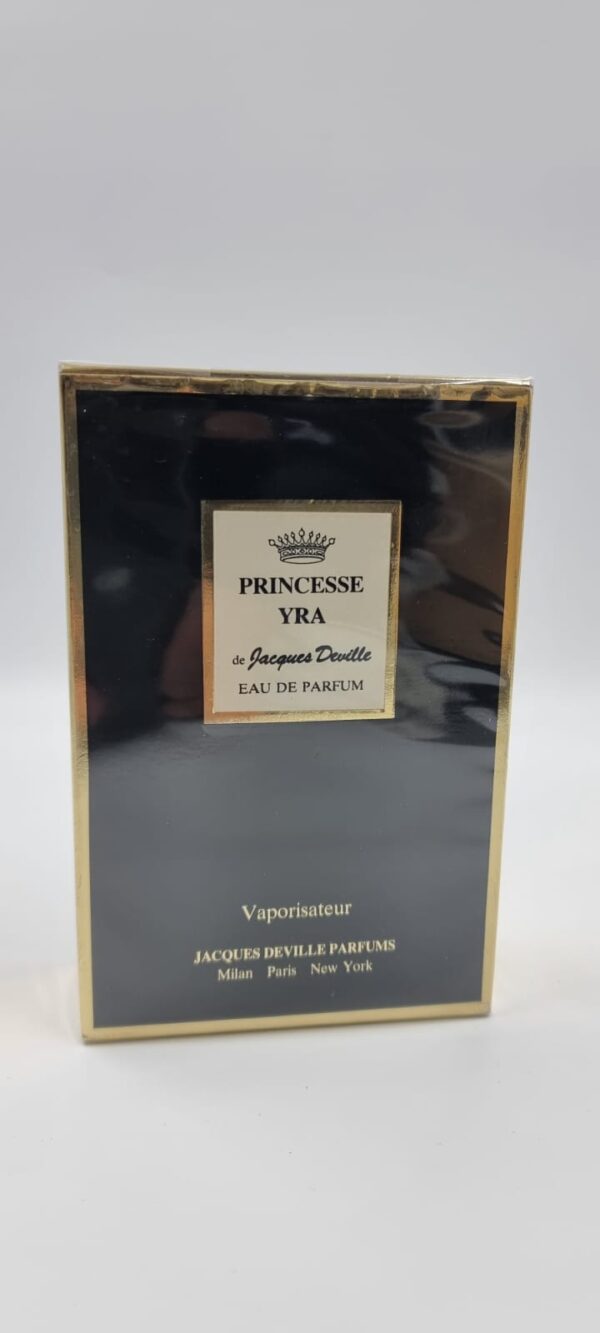 PRINCESSE
YRA
de Jacques Deville
EAU DE PARFUM
Vaporisateur
JACQUES DEVILLE PARFUMS
Milan Paris New York